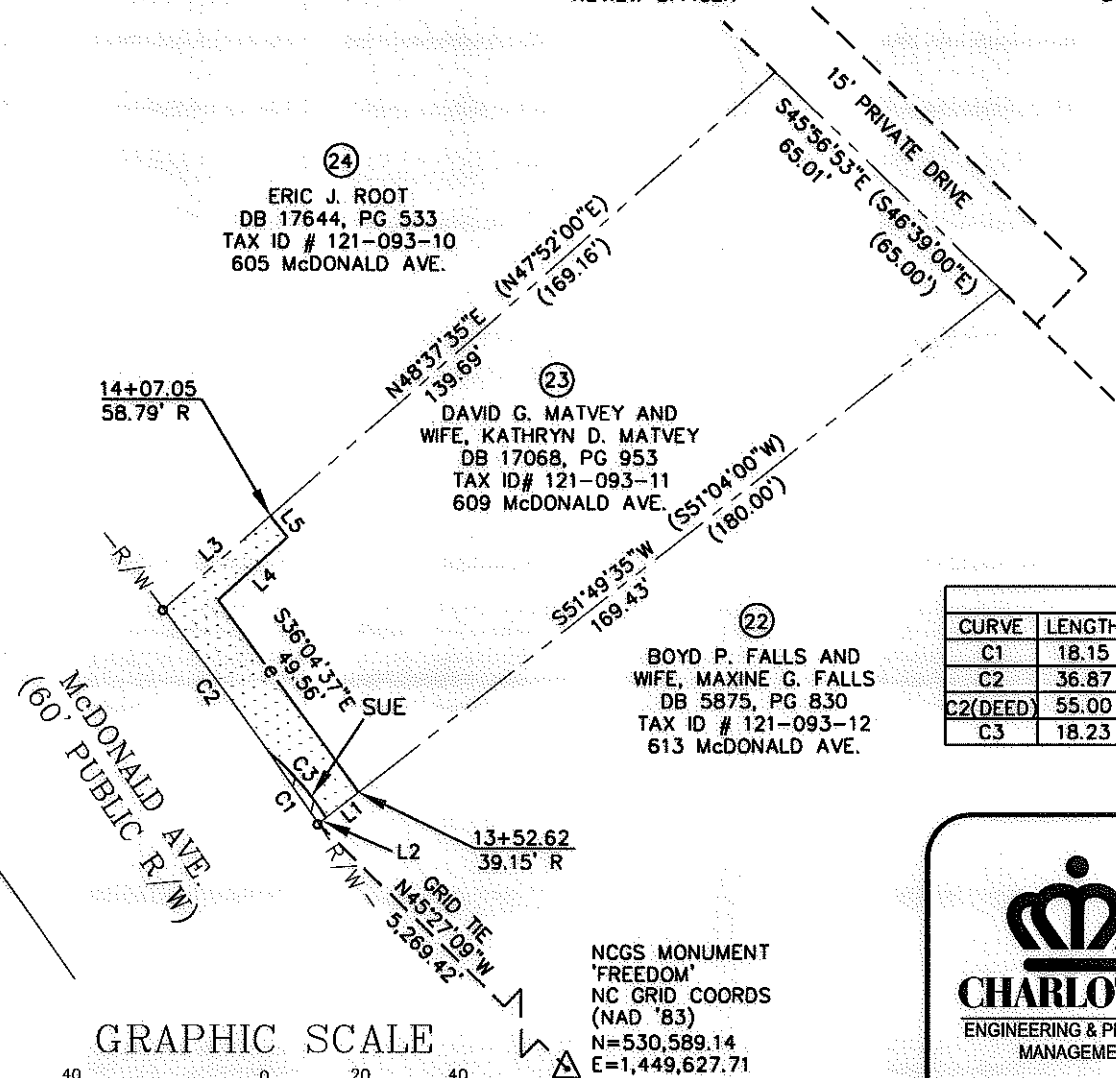 15' PRIVATE DRIVE
S45°56'53"E (S46°39'00"E)
65.01' (65.00')
24
ERIC J. ROOT
DB 17644, PG 533
TAX ID # 121-093-10
605 McDONALD AVE.
N48°37'35"E (N47°52'00"E)
139.69' (169.16')
14+07.05
58.79' R
23
DAVID G. MATVEY AND
WIFE, KATHRYN D. MATVEY
DB 17068, PG 953
TAX ID# 121-093-11
609 McDONALD AVE.
S51°49'35"W (S51°04'00"W)
169.43' (180.00')
L5
L3
L4
R/W
S36°04'37"E
49.56'
e
C2
SUE
C3
C1
L1
L2
13+52.62
39.15' R
McDONALD AVE.
(60' PUBLIC R/W)
R/W
GRID TIE
N45°27'09"W
5,269.42'
22
BOYD P. FALLS AND
WIFE, MAXINE G. FALLS
DB 5875, PG 830
TAX ID # 121-093-12
613 McDONALD AVE.
CURVE LENGTH
C1 18.15
C2 36.87
C2(DEED) 55.00
C3 18.23
NCGS MONUMENT
'FREEDOM'
NC GRID COORDS
(NAD '83)
N=530,589.14
E=1,449,627.71
CHARLO
ENGINEERING & P
MANAGEME
GRAPHIC SCALE
40 0 20 40